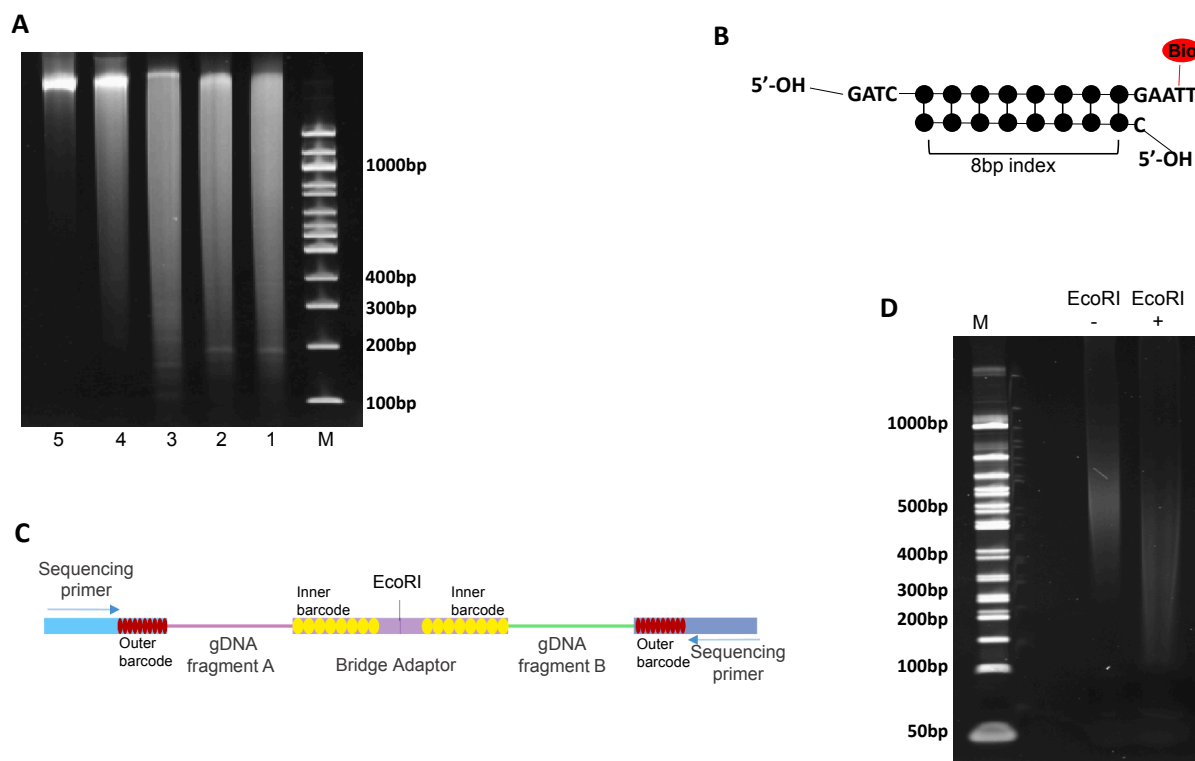 A
1000bp
400bp
300bp
200bp
100bp
5 4 3 2 1 M
B
Bio
5’-OH
GATC
GAATT
C
5’-OH
8bp index
C
Sequencing
primer
Outer
barcode
gDNA
fragment A
Inner
barcode
EcoRI
Bridge Adaptor
Inner
barcode
gDNA
fragment B
Outer
barcode
Sequencing
primer
D
EcoRI EcoRI
M - +
1000bp
500bp
400bp
300bp
200bp
100bp
50bp